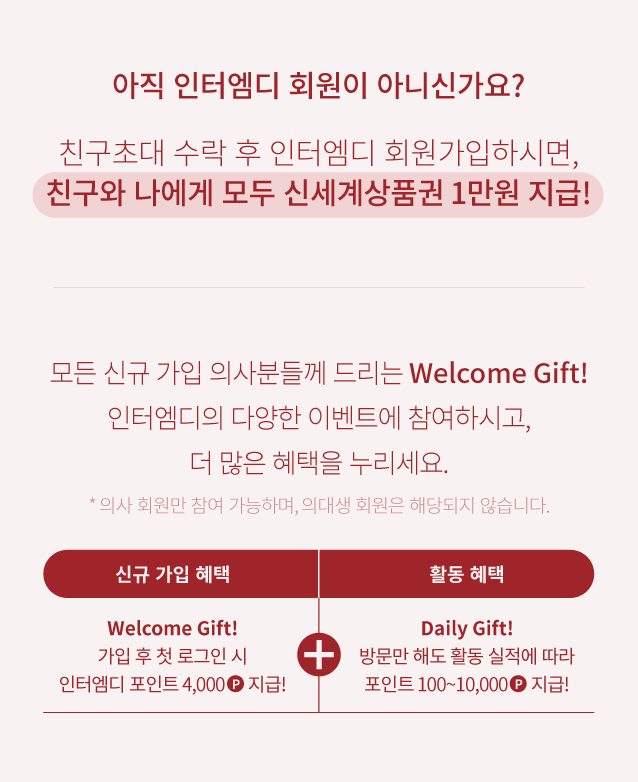 아직 인터엠디 회원이 아니신가요?
친구초대 수락 후 인터엠디 회원가입하시면,
친구와 나에게 모두 신세계상품권 1만원 지급!
모든 신규 가입 의사분들께 드리는 Welcome Gift!
인터엠디의 다양한 이벤트에 참여하시고,
더 많은 혜택을 누리세요.
* 의사 회원만 참여 가능하며, 의대생 회원은 해당되지 않습니다.
신규 가입 혜택
활동 혜택
Welcome Gift!
가입 후 첫 로그인 시
인터엠디 포인트 4,000 P 지급!
Daily Gift!
방문만 해도 활동 실적에 따라
포인트 100~10,000 P 지급!